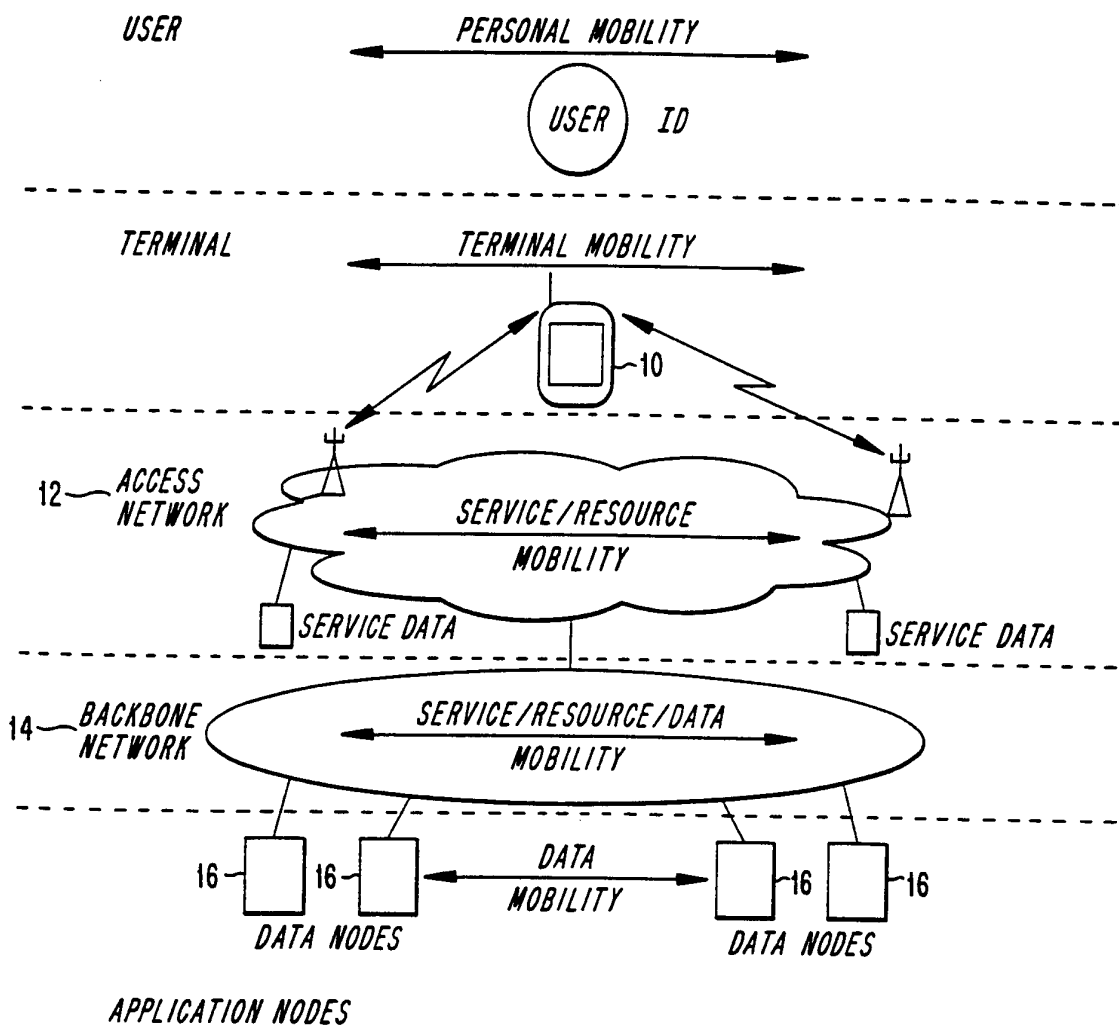 USER
PERSONAL MOBILITY
USER ID
TERMINAL
TERMINAL MOBILITY
10
12
ACCESS
NETWORK
SERVICE/RESOURCE
MOBILITY
SERVICE DATA
SERVICE DATA
14
BACKBONE
NETWORK
SERVICE/RESOURCE/DATA
MOBILITY
16
16
DATA
MOBILITY
16
16
DATA NODES
DATA NODES
APPLICATION NODES